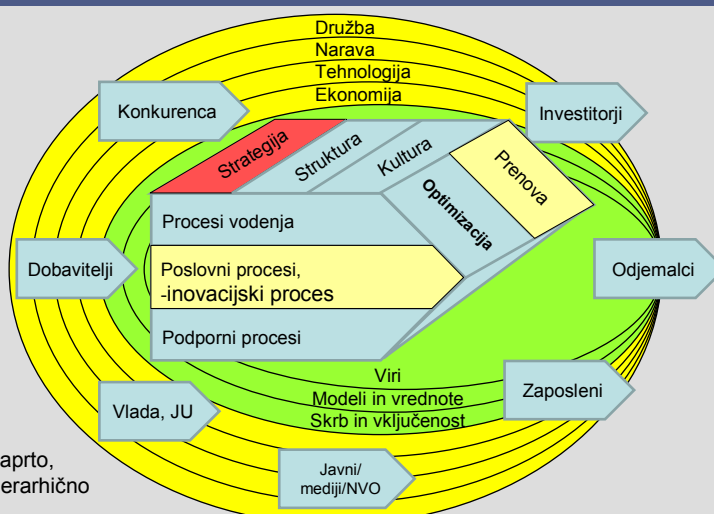 Družba
Narava
Tehnologija
Ekonomija
Konkurenca
Investitorji
Strategija
Struktura
Kultura
Prenova
Optimizacija
Procesi vodenja
Dobavitelji
Poslovni procesi,
-inovacijski proces
Odjemalci
Podporni procesi
Viri
Modeli in vrednote
Skrb in vključenost
Zaposleni
Vlada, JU
Javni/
mediji/NVO
aprto,
erarhično